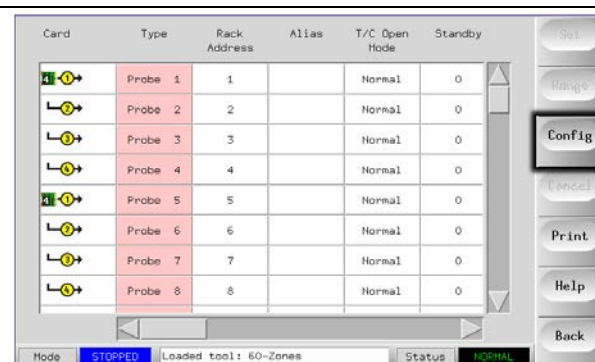 Card Type Rack Address Alias T/C Open Mode Standby
4 1 Probe 1 1 Normal 0
2 Probe 2 2 Normal 0
3 Probe 3 3 Normal 0
4 Probe 4 4 Normal 0
4 1 Probe 5 5 Normal 0
2 Probe 6 6 Normal 0
3 Probe 7 7 Normal 0
4 Probe 8 8 Normal 0
Set
Range
Config
Cancel
Print
Help
Back
Mode STOPPED Loaded tool: 60-Zones Status NORMAL